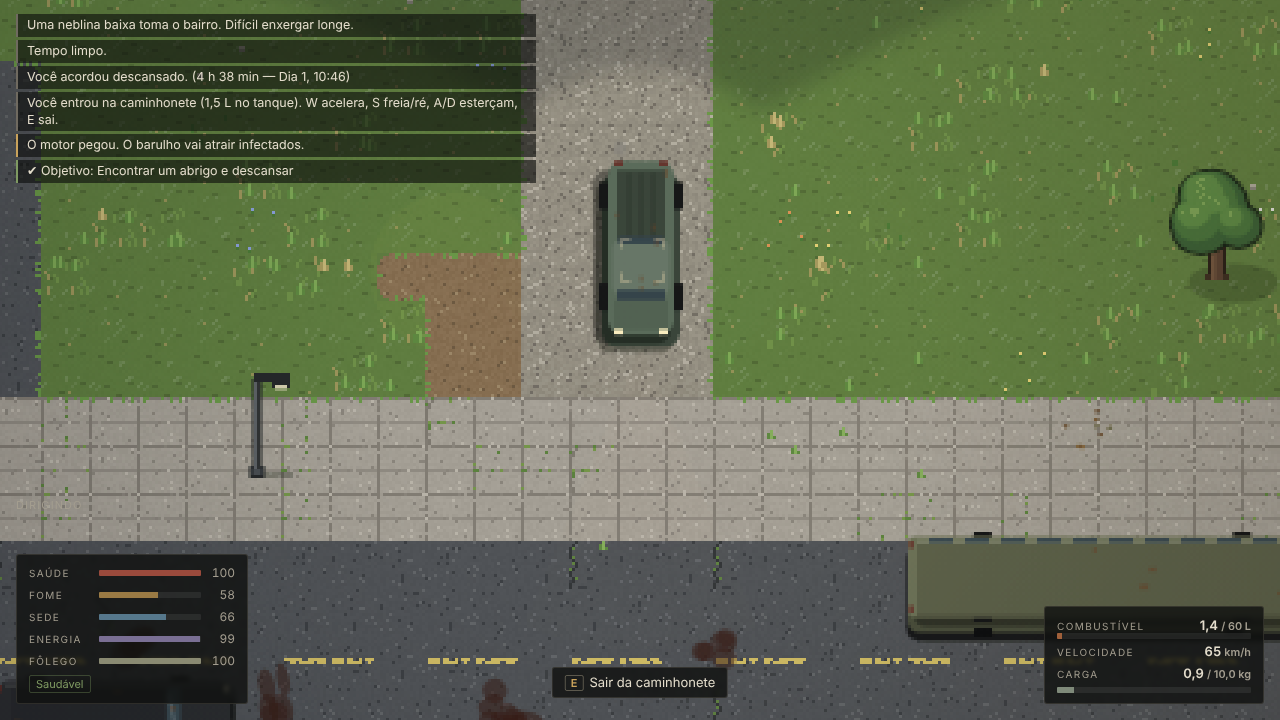 Uma neblina baixa toma o bairro. Difícil enxergar longe.
Tempo limpo.
Você acordou descansado. (4 h 38 min — Dia 1, 10:46)
Você entrou na caminhonete (1,5 L no tanque). W acelera, S freia/ré, A/D esterçam,
E sai.
O motor pegou. O barulho vai atrair infectados.
✔ Objetivo: Encontrar um abrigo e descansar
SAÚDE 100
FOME 58
SEDE 66
ENERGIA 99
FÔLEGO 100
Saudável
E Sair da caminhonete
COMBUSTÍVEL 1,4 / 60 L
VELOCIDADE 65 km/h
CARGA 0,9 / 10,0 kg